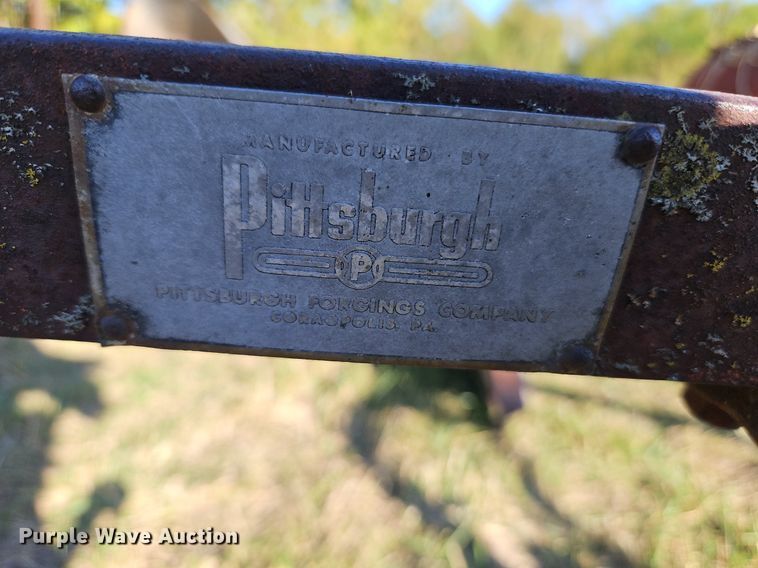 MANUFACTURED BY
Pittsburgh
P
PITTSBURGH FORGINGS COMPANY
CORAOPOLIS, PA.
Purple Wave Auction